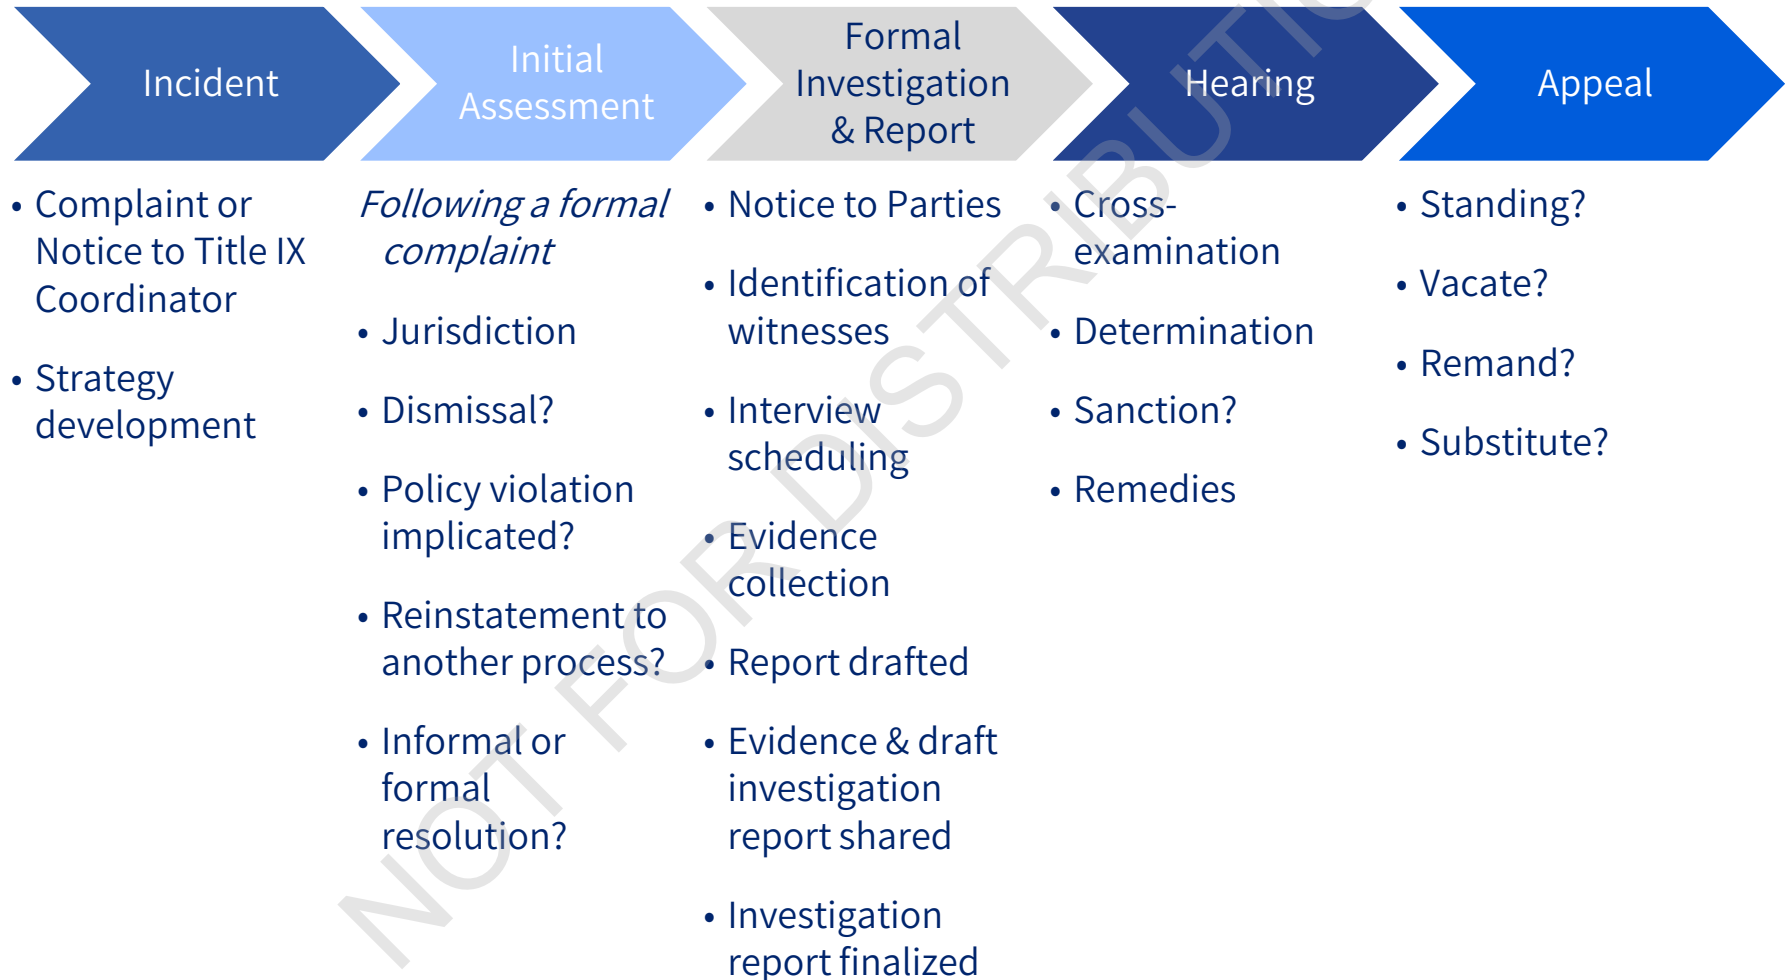 Incident
Initial
Assessment
Formal
Investigation
& Report
Hearing
Appeal
• Complaint or
Notice to Title IX
Coordinator
• Strategy
development
Following a formal
complaint
• Jurisdiction
• Dismissal?
• Policy violation
implicated?
• Reinstatement to
another process?
• Informal or
formal
resolution?
• Notice to Parties
• Identification of
witnesses
• Interview
scheduling
• Evidence
collection
• Report drafted
• Evidence & draft
investigation
report shared
• Investigation
report finalized
• Cross-
examination
• Determination
• Sanction?
• Remedies
• Standing?
• Vacate?
• Remand?
• Substitute?
NOT FOR DISTRIBUTIO